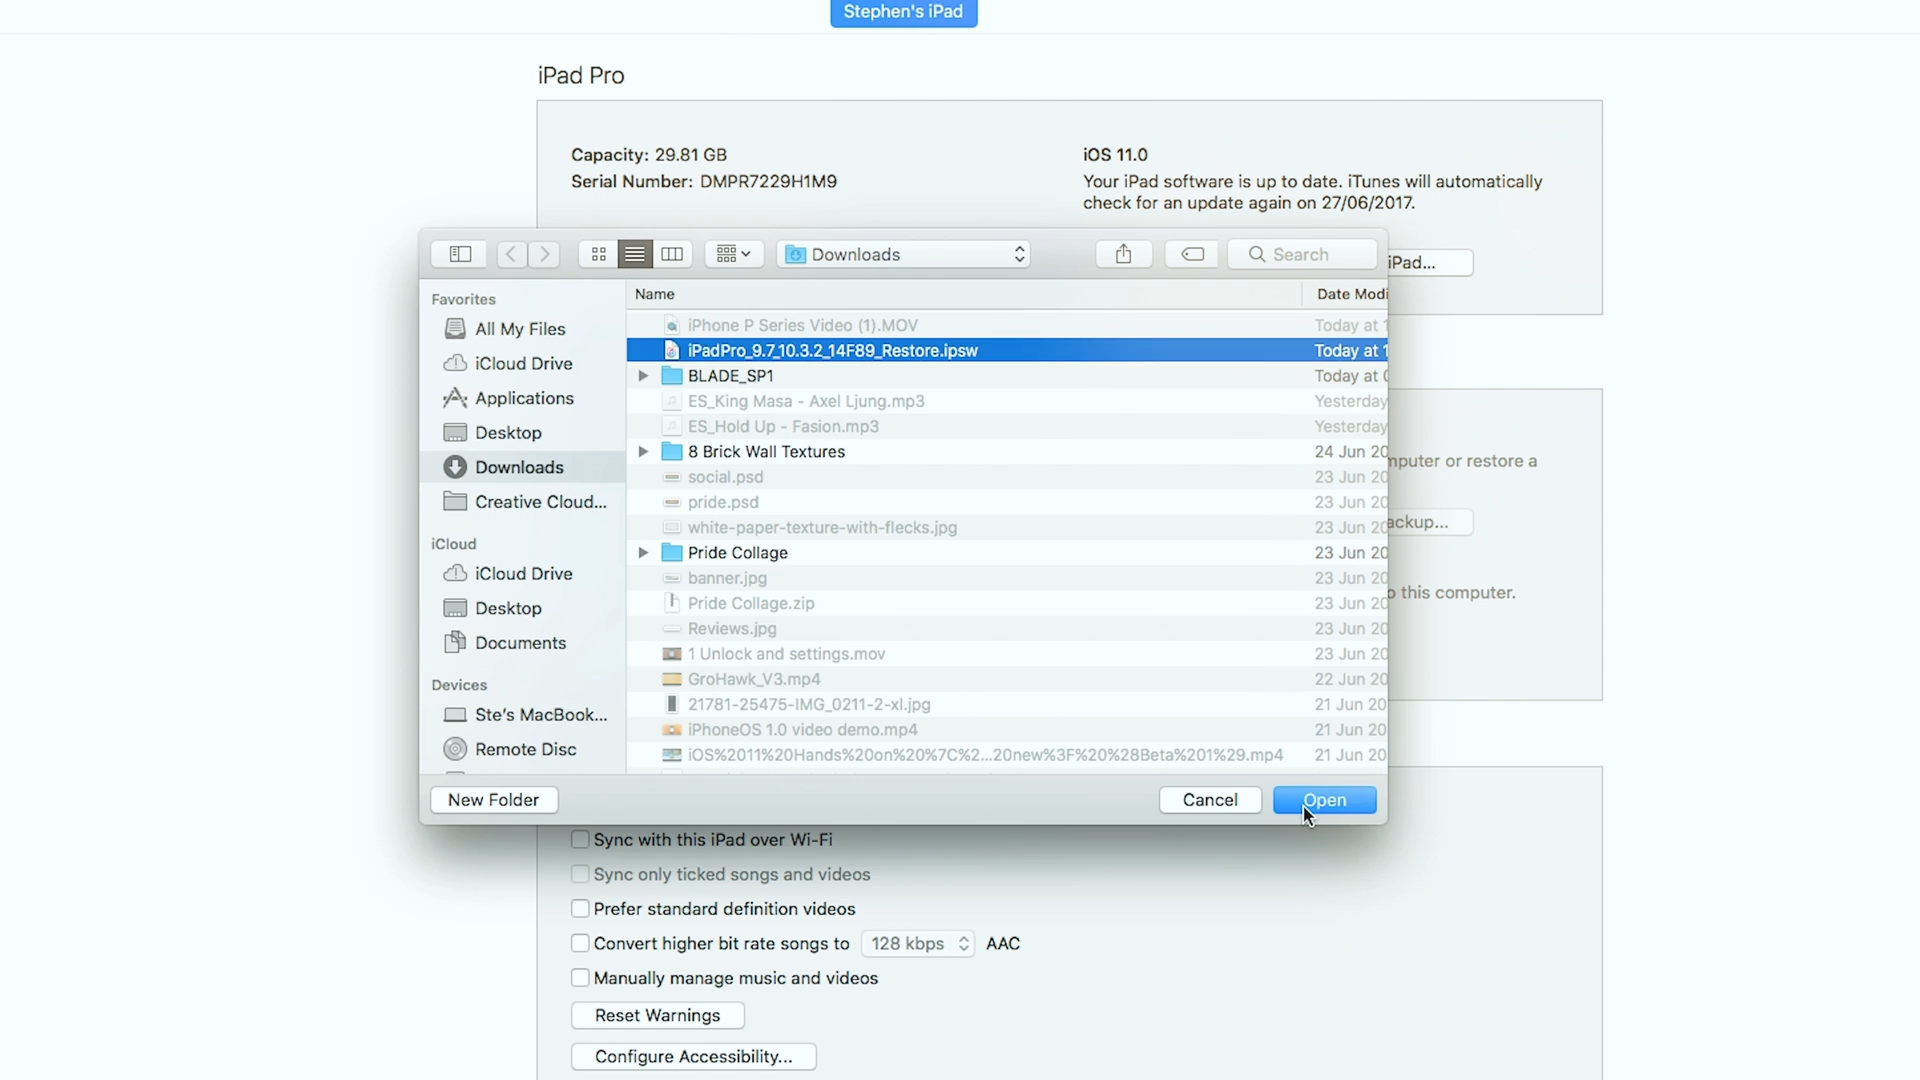 Stephen's iPad
iPad Pro
Capacity: 29.81 GB
Serial Number: DMPR7229H1M9
iOS 11.0
Your iPad software is up to date. iTunes will automatically
check for an update again on 27/06/2017.
Downloads
Search
iPad...
Favorites
All My Files
iCloud Drive
Applications
Desktop
Downloads
Creative Cloud...
iCloud
iCloud Drive
Desktop
Documents
Devices
Ste's MacBook...
Remote Disc
Name Date Modi
iPhone P Series Video (1).MOV Today at 1
iPadPro_9.7_10.3.2_14F89_Restore.ipsw Today at 1
BLADE_SP1 Today at 0
ES_King Masa - Axel Ljung.mp3 Yesterday
ES_Hold Up - Fasion.mp3 Yesterday
8 Brick Wall Textures 24 Jun 20
social.psd 23 Jun 20
pride.psd 23 Jun 20
white-paper-texture-with-flecks.jpg 23 Jun 20
Pride Collage 23 Jun 20
banner.jpg 23 Jun 20
Pride Collage.zip 23 Jun 20
Reviews.jpg 23 Jun 20
1 Unlock and settings.mov 23 Jun 20
GroHawk_V3.mp4 22 Jun 20
21781-25475-IMG_0211-2-xl.jpg 21 Jun 20
iPhoneOS 1.0 video demo.mp4 21 Jun 20
iOS%2011%20Hands%20on%20%7C%2...20new%3F%20%28Beta%201%29.mp4 21 Jun 20
mputer or restore a
ackup...
this computer.
New Folder
Cancel
Open
Sync with this iPad over Wi-Fi
Sync only ticked songs and videos
Prefer standard definition videos
Convert higher bit rate songs to 128 kbps AAC
Manually manage music and videos
Reset Warnings
Configure Accessibility...